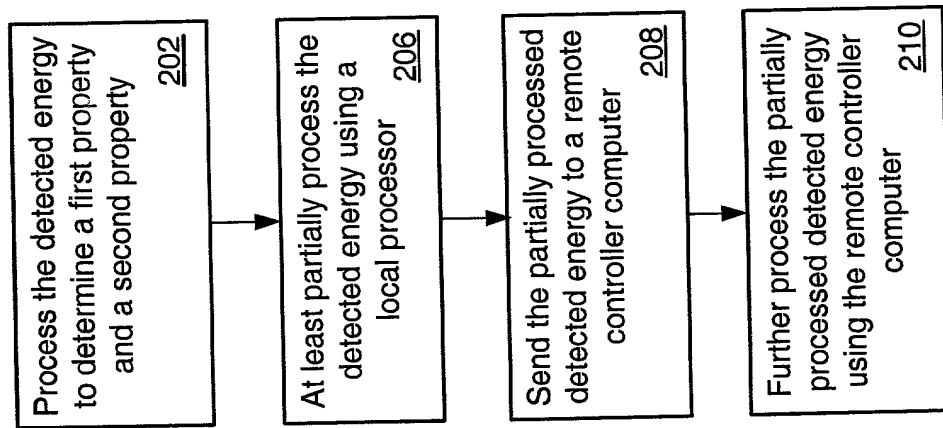 Process the detected energy
to determine a first property
and a second property
202
At least partially process the
detected energy using a
local processor
206
Send the partially processed
detected energy to a remote
controller computer
208
Further process the partially
processed detected energy
using the remote controller
computer
210